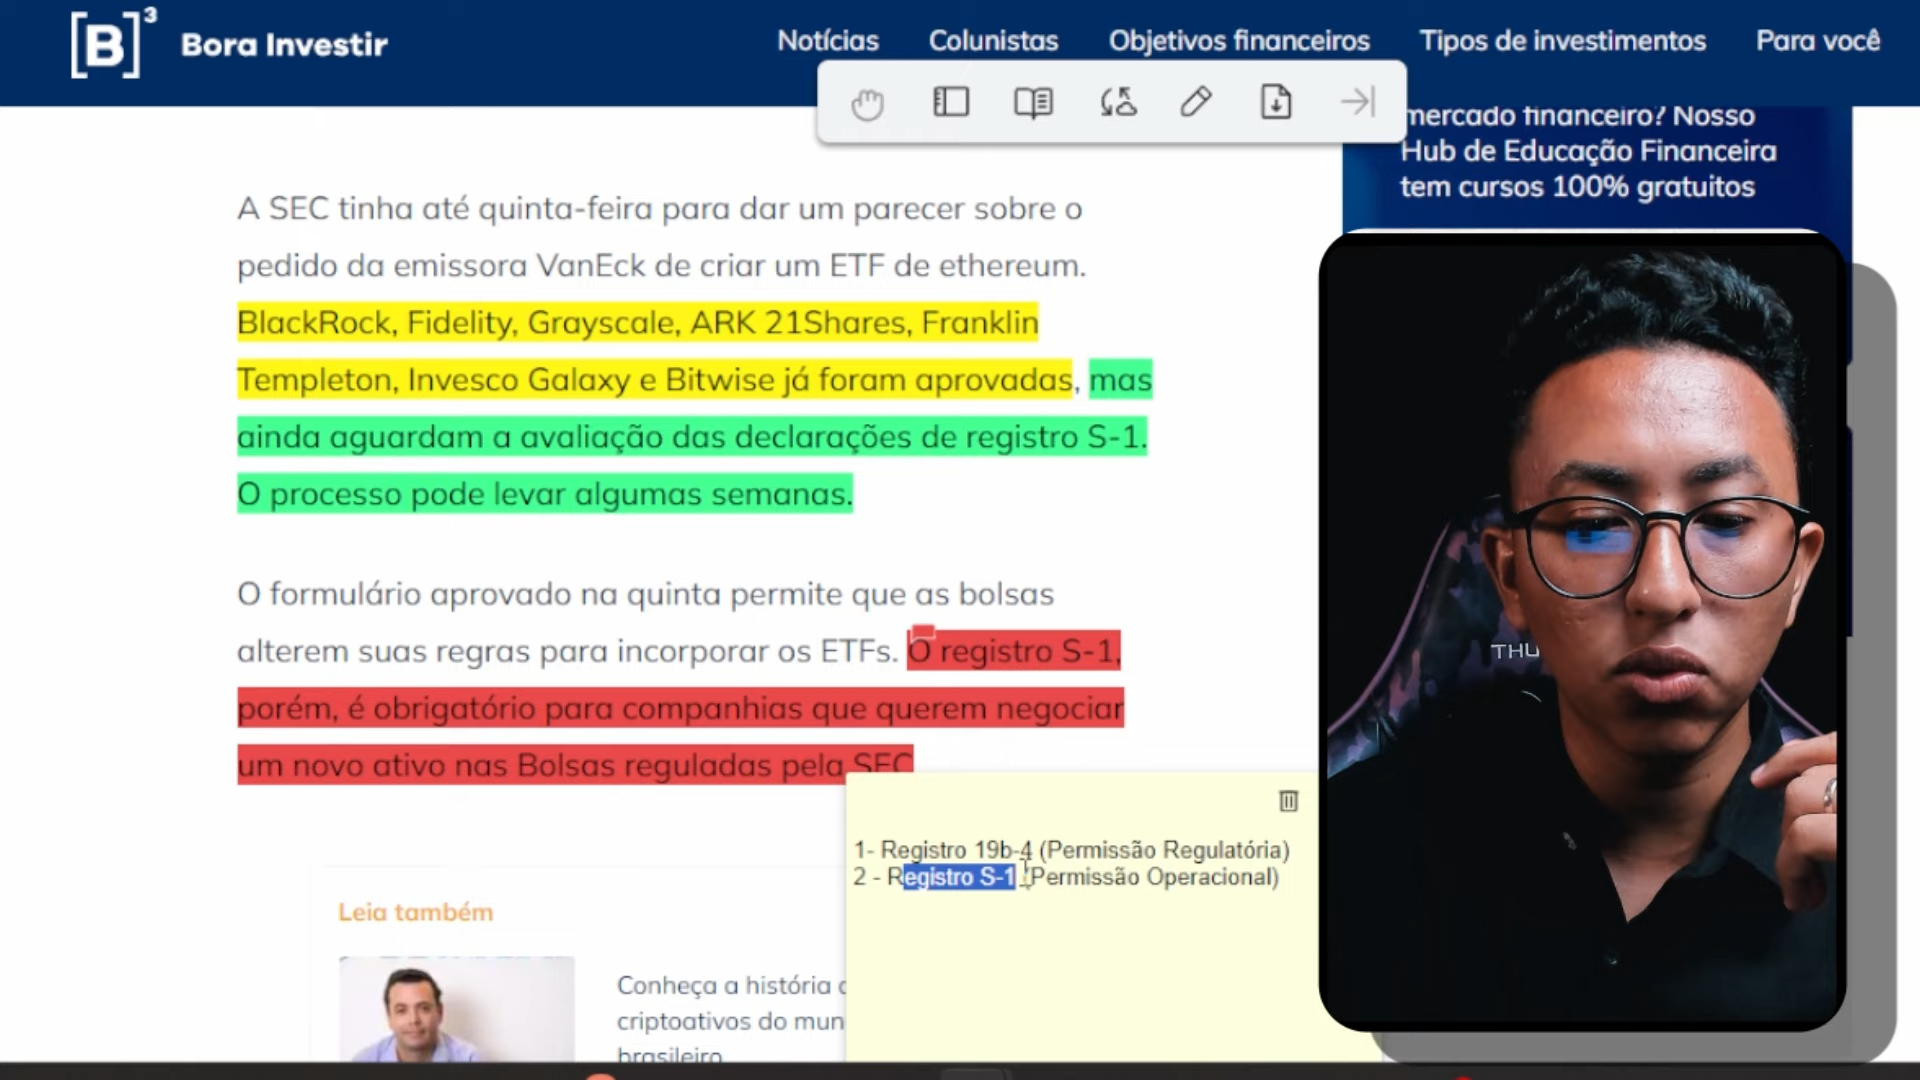 [B]³ Bora Investir
Notícias Colunistas Objetivos financeiros Tipos de investimentos Para você
mercado financeiro? Nosso
Hub de Educação Financeira
tem cursos 100% gratuitos
A SEC tinha até quinta-feira para dar um parecer sobre o
pedido da emissora VanEck de criar um ETF de ethereum.
BlackRock, Fidelity, Grayscale, ARK 21Shares, Franklin
Templeton, Invesco Galaxy e Bitwise já foram aprovadas, mas
ainda aguardam a avaliação das declarações de registro S-1.
O processo pode levar algumas semanas.
O formulário aprovado na quinta permite que as bolsas
alterem suas regras para incorporar os ETFs. O registro S-1,
porém, é obrigatório para companhias que querem negociar
um novo ativo nas Bolsas reguladas pela SEC
THU
1- Registro 19b-4 (Permissão Regulatória)
2 - Registro S-1 (Permissão Operacional)
Leia também
Conheça a história
criptoativos do mun
brasileiro